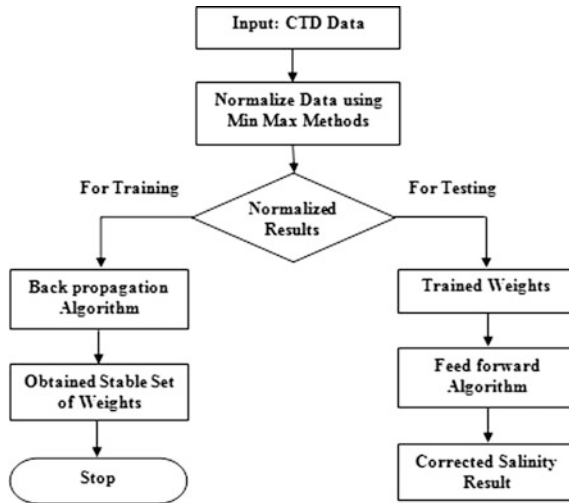 Input: CTD Data
Normalize Data using
Min Max Methods
For Training
For Testing
Normalized
Results
Back propagation
Algorithm
Trained Weights
Obtained Stable Set
of Weights
Feed forward
Algorithm
Stop
Corrected Salinity
Result